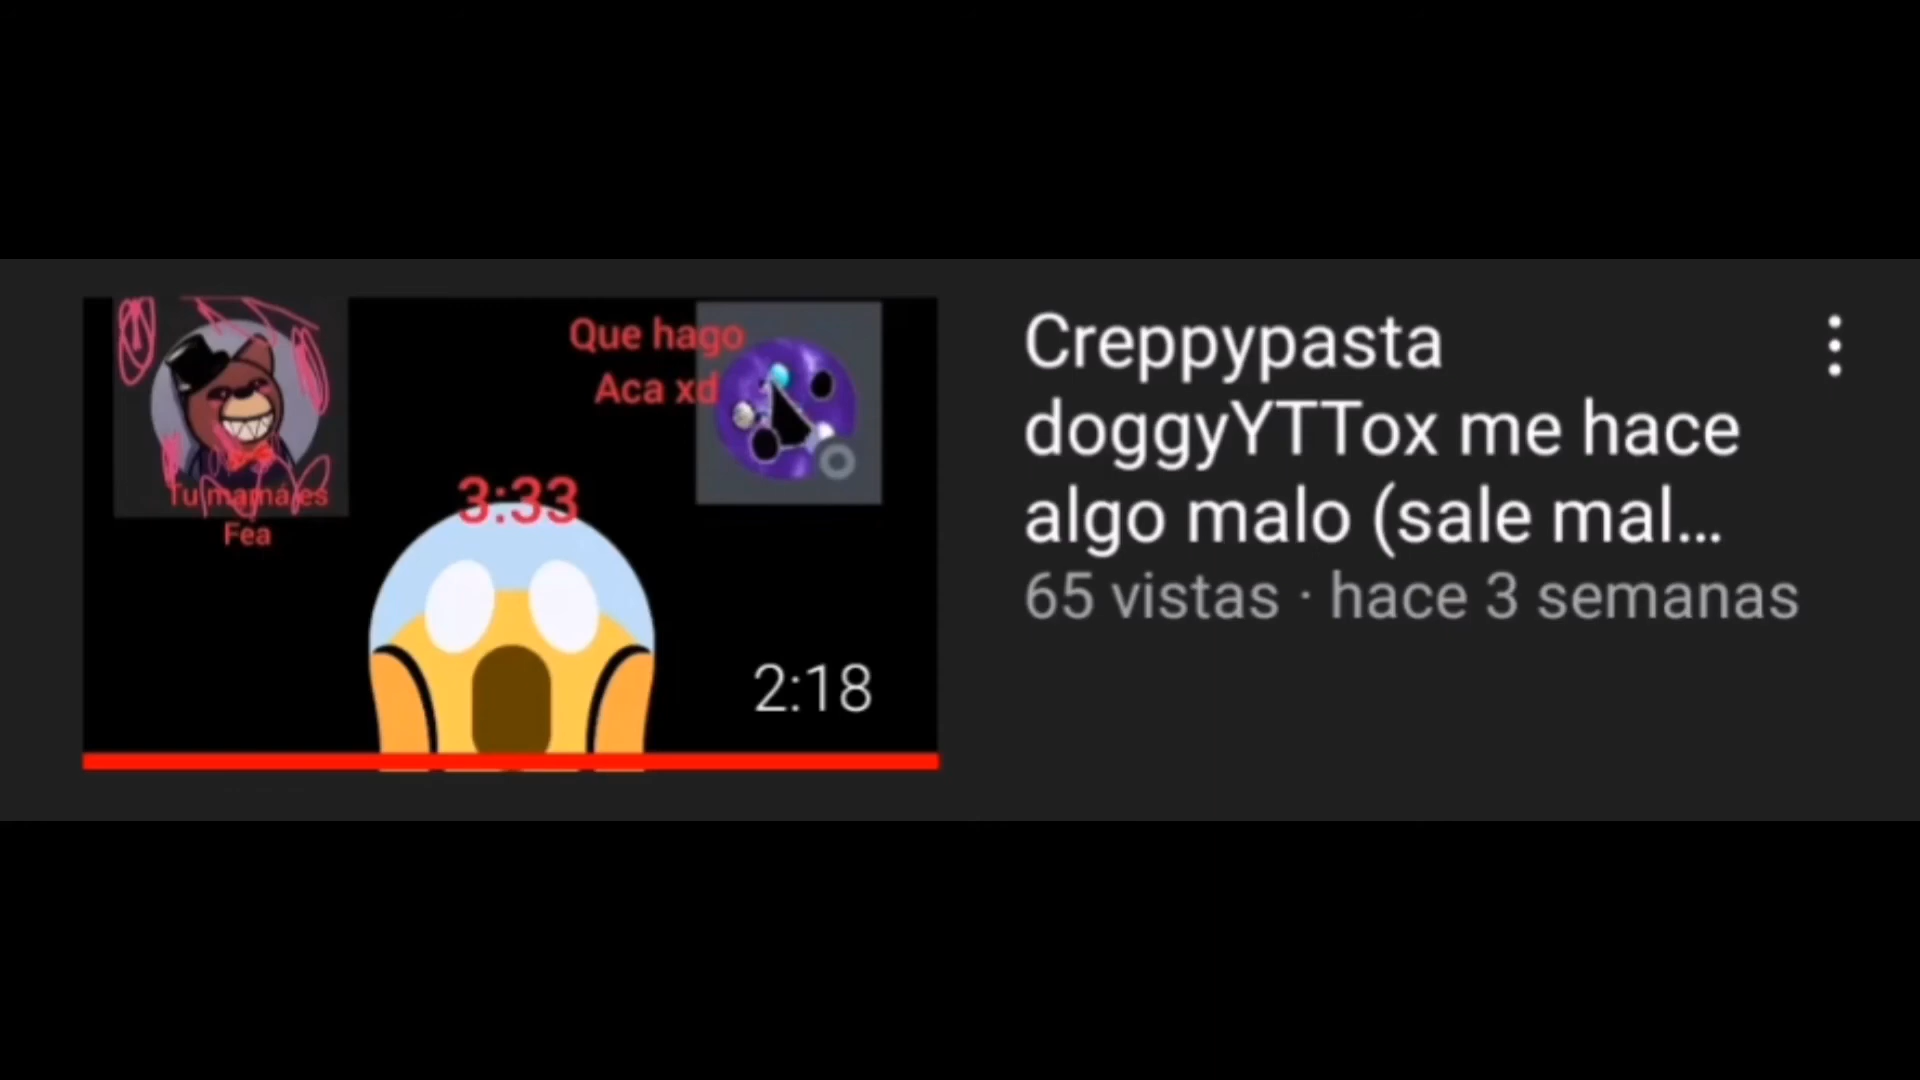 Que hago
Aca xd
3:33
Tu mamá es
Fea
2:18
Creppypasta
doggyYTTox me hace
algo malo (sale mal...
65 vistas · hace 3 semanas